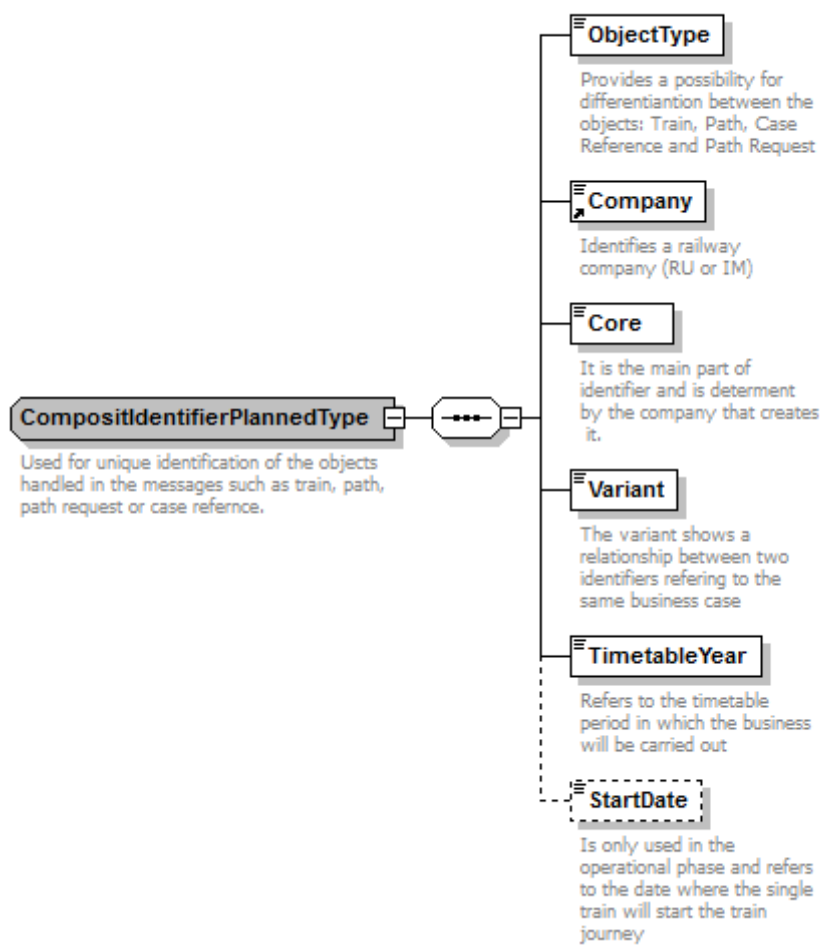 ObjectType
Provides a possibility for
differentiantion between the
objects: Train, Path, Case
Reference and Path Request
Company
Identifies a railway
company (RU or IM)
Core
It is the main part of
identifier and is determent
by the company that creates
it.
CompositIdentifierPlannedType
Used for unique identification of the objects
handled in the messages such as train, path,
path request or case refernce.
Variant
The variant shows a
relationship between two
identifiers refering to the
same business case
TimetableYear
Refers to the timetable
period in which the business
will be carried out
StartDate
Is only used in the
operational phase and refers
to the date where the single
train will start the train
journey